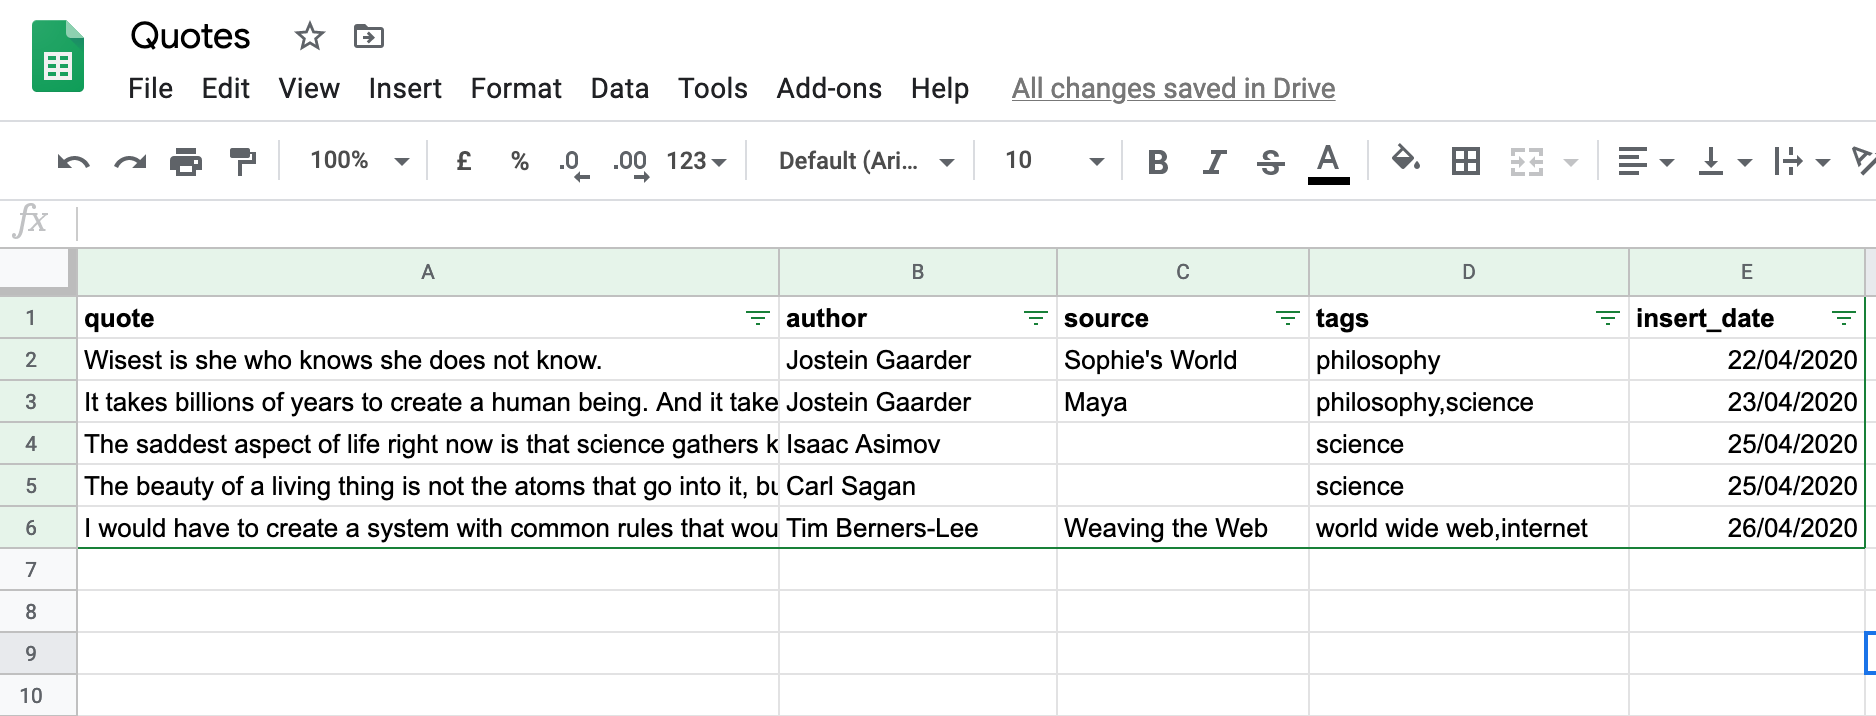 Quotes
File Edit View Insert Format Data Tools Add-ons Help All changes saved in Drive
100% £ % .0 .00 123 Default (Ari... 10 B I S A
fx
A B C D E
1 quote author source tags insert_date
2 Wisest is she who knows she does not know. Jostein Gaarder Sophie's World philosophy 22/04/2020
3 It takes billions of years to create a human being. And it take Jostein Gaarder Maya philosophy,science 23/04/2020
4 The saddest aspect of life right now is that science gathers k Isaac Asimov science 25/04/2020
5 The beauty of a living thing is not the atoms that go into it, bu Carl Sagan science 25/04/2020
6 I would have to create a system with common rules that wou Tim Berners-Lee Weaving the Web world wide web,internet 26/04/2020
7
8
9
10